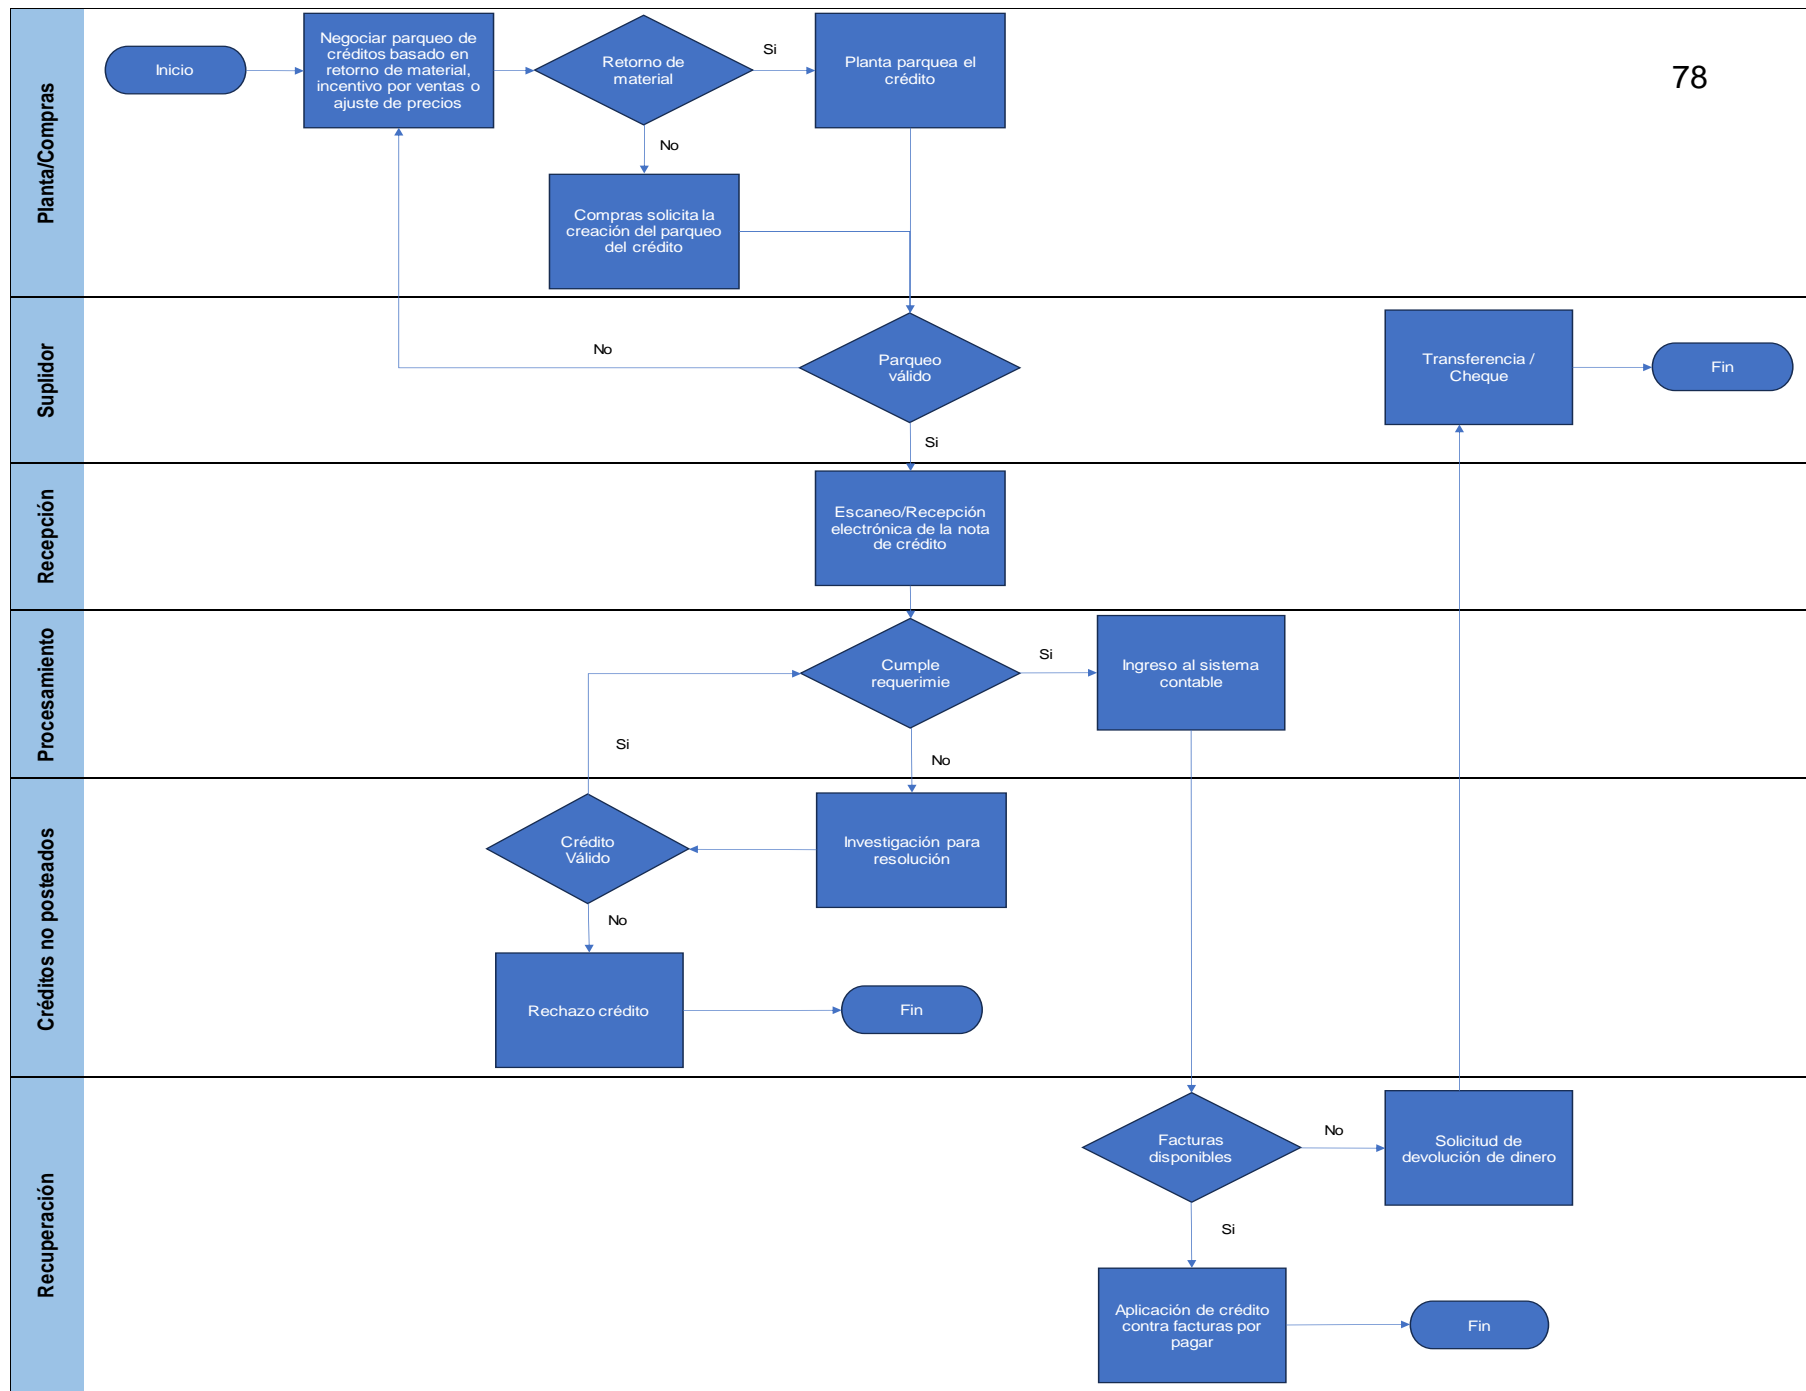 Planta/Compras
Inicio
Negociar parqueo de
créditos basado en
retorno de material,
incentivo por ventas o
ajuste de precios
Retorno de
material
Si
Planta parquea el
crédito
78
No
Compras solicita la
creación del parqueo
del crédito
Suplidor
No
Parqueo
válido
Si
Transferencia /
Cheque
Fin
Recepción
Escaneo/Recepción
electrónica de la nota
de crédito
Procesamiento
Cumple
requerimie
Si
Ingreso al sistema
contable
Si
No
Créditos no posteados
Crédito
Válido
Investigación para
resolución
No
Rechazo crédito
Fin
Recuperación
Facturas
disponibles
No
Solicitud de
devolución de dinero
Si
Aplicación de crédito
contra facturas por
pagar
Fin